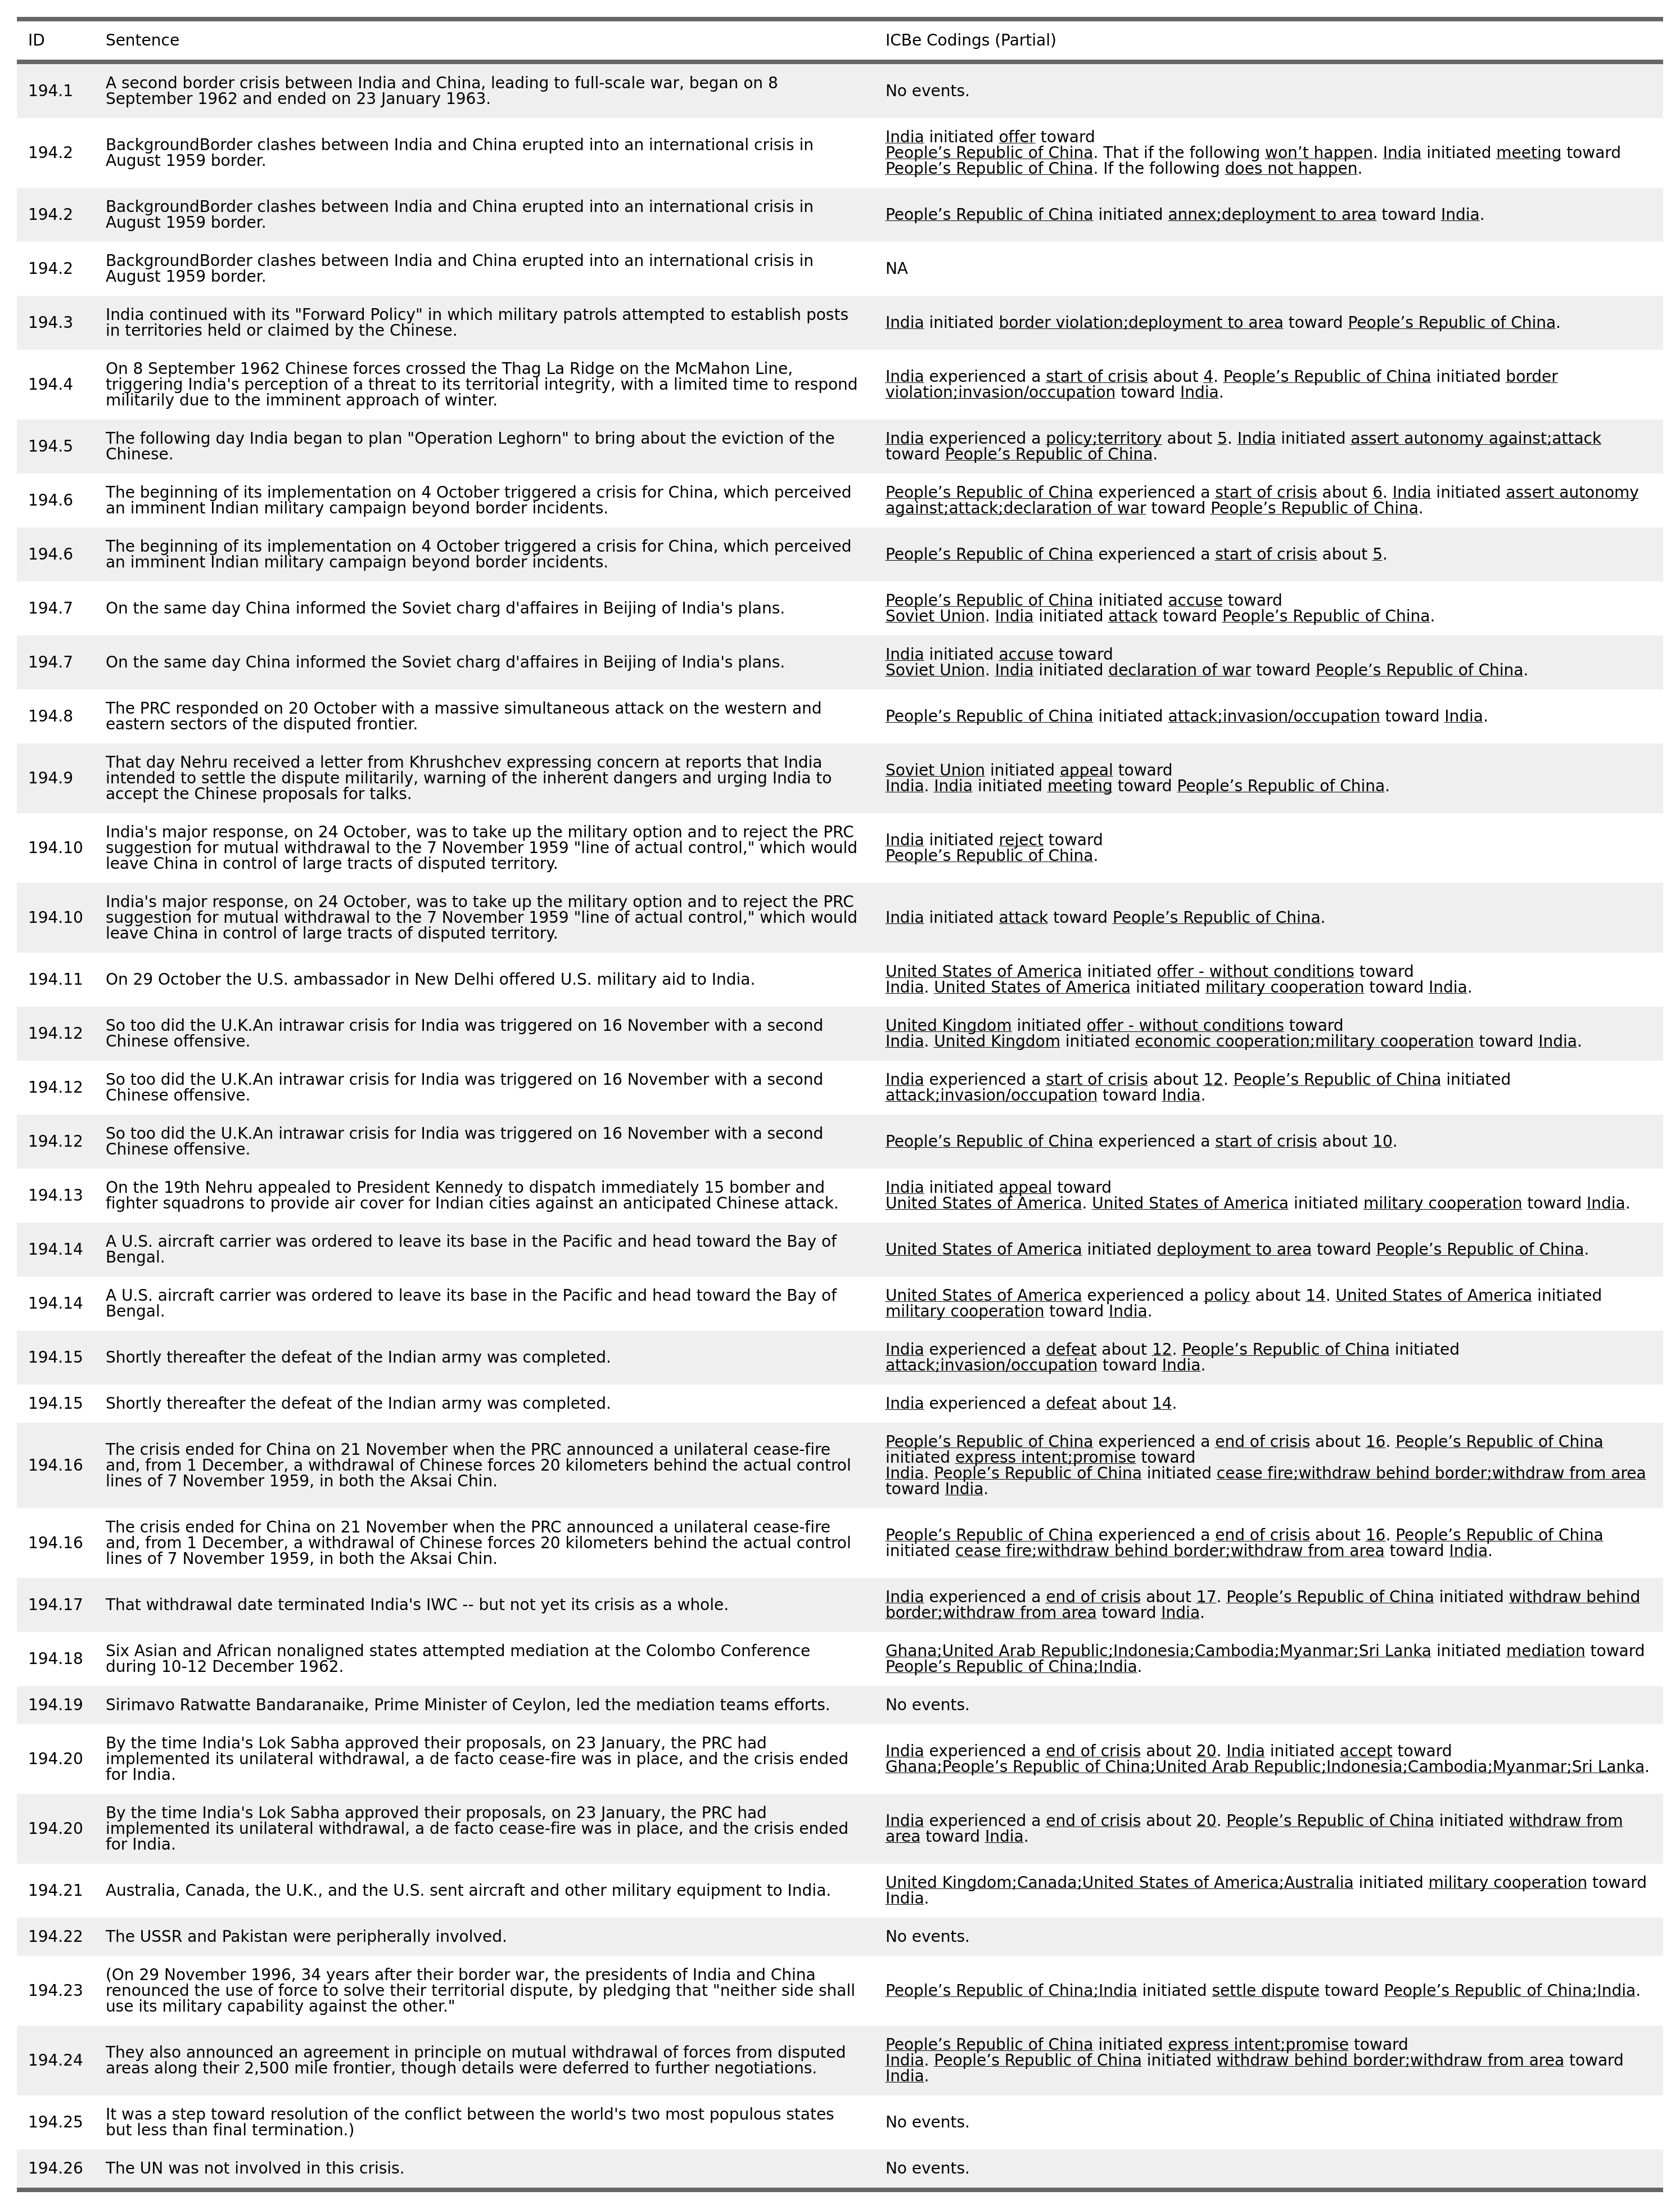 ID Sentence ICBe Codings (Partial)
194.1 A second border crisis between India and China, leading to full-scale war, began on 8
September 1962 and ended on 23 January 1963. No events.
194.2 BackgroundBorder clashes between India and China erupted into an international crisis in
August 1959 border. India initiated offer toward
People’s Republic of China. That if the following won’t happen. India initiated meeting toward
People’s Republic of China. If the following does not happen.
194.2 BackgroundBorder clashes between India and China erupted into an international crisis in
August 1959 border. People’s Republic of China initiated annex;deployment to area toward India.
194.2 BackgroundBorder clashes between India and China erupted into an international crisis in
August 1959 border. NA
194.3 India continued with its "Forward Policy" in which military patrols attempted to establish posts
in territories held or claimed by the Chinese. India initiated border violation;deployment to area toward People’s Republic of China.
194.4 On 8 September 1962 Chinese forces crossed the Thag La Ridge on the McMahon Line,
triggering India's perception of a threat to its territorial integrity, with a limited time to respond
militarily due to the imminent approach of winter. India experienced a start of crisis about 4. People’s Republic of China initiated border
violation;invasion/occupation toward India.
194.5 The following day India began to plan "Operation Leghorn" to bring about the eviction of the
Chinese. India experienced a policy;territory about 5. India initiated assert autonomy against;attack
toward People’s Republic of China.
194.6 The beginning of its implementation on 4 October triggered a crisis for China, which perceived
an imminent Indian military campaign beyond border incidents. People’s Republic of China experienced a start of crisis about 6. India initiated assert autonomy
against;attack;declaration of war toward People’s Republic of China.
194.6 The beginning of its implementation on 4 October triggered a crisis for China, which perceived
an imminent Indian military campaign beyond border incidents. People’s Republic of China experienced a start of crisis about 5.
194.7 On the same day China informed the Soviet charg d'affaires in Beijing of India's plans. People’s Republic of China initiated accuse toward
Soviet Union. India initiated attack toward People’s Republic of China.
194.7 On the same day China informed the Soviet charg d'affaires in Beijing of India's plans. India initiated accuse toward
Soviet Union. India initiated declaration of war toward People’s Republic of China.
194.8 The PRC responded on 20 October with a massive simultaneous attack on the western and
eastern sectors of the disputed frontier. People’s Republic of China initiated attack;invasion/occupation toward India.
194.9 That day Nehru received a letter from Khrushchev expressing concern at reports that India
intended to settle the dispute militarily, warning of the inherent dangers and urging India to
accept the Chinese proposals for talks. Soviet Union initiated appeal toward
India. India initiated meeting toward People’s Republic of China.
194.10 India's major response, on 24 October, was to take up the military option and to reject the PRC
suggestion for mutual withdrawal to the 7 November 1959 "line of actual control," which would
leave China in control of large tracts of disputed territory. India initiated reject toward
People’s Republic of China.
194.10 India's major response, on 24 October, was to take up the military option and to reject the PRC
suggestion for mutual withdrawal to the 7 November 1959 "line of actual control," which would
leave China in control of large tracts of disputed territory. India initiated attack toward People’s Republic of China.
194.11 On 29 October the U.S. ambassador in New Delhi offered U.S. military aid to India. United States of America initiated offer - without conditions toward
India. United States of America initiated military cooperation toward India.
194.12 So too did the U.K.An intrawar crisis for India was triggered on 16 November with a second
Chinese offensive. United Kingdom initiated offer - without conditions toward
India. United Kingdom initiated economic cooperation;military cooperation toward India.
194.12 So too did the U.K.An intrawar crisis for India was triggered on 16 November with a second
Chinese offensive. India experienced a start of crisis about 12. People’s Republic of China initiated
attack;invasion/occupation toward India.
194.12 So too did the U.K.An intrawar crisis for India was triggered on 16 November with a second
Chinese offensive. People’s Republic of China experienced a start of crisis about 10.
194.13 On the 19th Nehru appealed to President Kennedy to dispatch immediately 15 bomber and
fighter squadrons to provide air cover for Indian cities against an anticipated Chinese attack. India initiated appeal toward
United States of America. United States of America initiated military cooperation toward India.
194.14 A U.S. aircraft carrier was ordered to leave its base in the Pacific and head toward the Bay of
Bengal. United States of America initiated deployment to area toward People’s Republic of China.
194.14 A U.S. aircraft carrier was ordered to leave its base in the Pacific and head toward the Bay of
Bengal. United States of America experienced a policy about 14. United States of America initiated
military cooperation toward India.
194.15 Shortly thereafter the defeat of the Indian army was completed. India experienced a defeat about 12. People’s Republic of China initiated
attack;invasion/occupation toward India.
194.15 Shortly thereafter the defeat of the Indian army was completed. India experienced a defeat about 14.
194.16 The crisis ended for China on 21 November when the PRC announced a unilateral cease-fire
and, from 1 December, a withdrawal of Chinese forces 20 kilometers behind the actual control
lines of 7 November 1959, in both the Aksai Chin. People’s Republic of China experienced a end of crisis about 16. People’s Republic of China
initiated express intent;promise toward
India. People’s Republic of China initiated cease fire;withdraw behind border;withdraw from area
toward India.
194.16 The crisis ended for China on 21 November when the PRC announced a unilateral cease-fire
and, from 1 December, a withdrawal of Chinese forces 20 kilometers behind the actual control
lines of 7 November 1959, in both the Aksai Chin. People’s Republic of China experienced a end of crisis about 16. People’s Republic of China
initiated cease fire;withdraw behind border;withdraw from area toward India.
194.17 That withdrawal date terminated India's IWC -- but not yet its crisis as a whole. India experienced a end of crisis about 17. People’s Republic of China initiated withdraw behind
border;withdraw from area toward India.
194.18 Six Asian and African nonaligned states attempted mediation at the Colombo Conference
during 10-12 December 1962. Ghana;United Arab Republic;Indonesia;Cambodia;Myanmar;Sri Lanka initiated mediation toward
People’s Republic of China;India.
194.19 Sirimavo Ratwatte Bandaranaike, Prime Minister of Ceylon, led the mediation teams efforts. No events.
194.20 By the time India's Lok Sabha approved their proposals, on 23 January, the PRC had
implemented its unilateral withdrawal, a de facto cease-fire was in place, and the crisis ended
for India. India experienced a end of crisis about 20. India initiated accept toward
Ghana;People’s Republic of China;United Arab Republic;Indonesia;Cambodia;Myanmar;Sri Lanka.
194.20 By the time India's Lok Sabha approved their proposals, on 23 January, the PRC had
implemented its unilateral withdrawal, a de facto cease-fire was in place, and the crisis ended
for India. India experienced a end of crisis about 20. People’s Republic of China initiated withdraw from
area toward India.
194.21 Australia, Canada, the U.K., and the U.S. sent aircraft and other military equipment to India. United Kingdom;Canada;United States of America;Australia initiated military cooperation toward
India.
194.22 The USSR and Pakistan were peripherally involved. No events.
194.23 (On 29 November 1996, 34 years after their border war, the presidents of India and China
renounced the use of force to solve their territorial dispute, by pledging that "neither side shall
use its military capability against the other." People’s Republic of China;India initiated settle dispute toward People’s Republic of China;India.
194.24 They also announced an agreement in principle on mutual withdrawal of forces from disputed
areas along their 2,500 mile frontier, though details were deferred to further negotiations. People’s Republic of China initiated express intent;promise toward
India. People’s Republic of China initiated withdraw behind border;withdraw from area toward
India.
194.25 It was a step toward resolution of the conflict between the world's two most populous states
but less than final termination.) No events.
194.26 The UN was not involved in this crisis. No events.